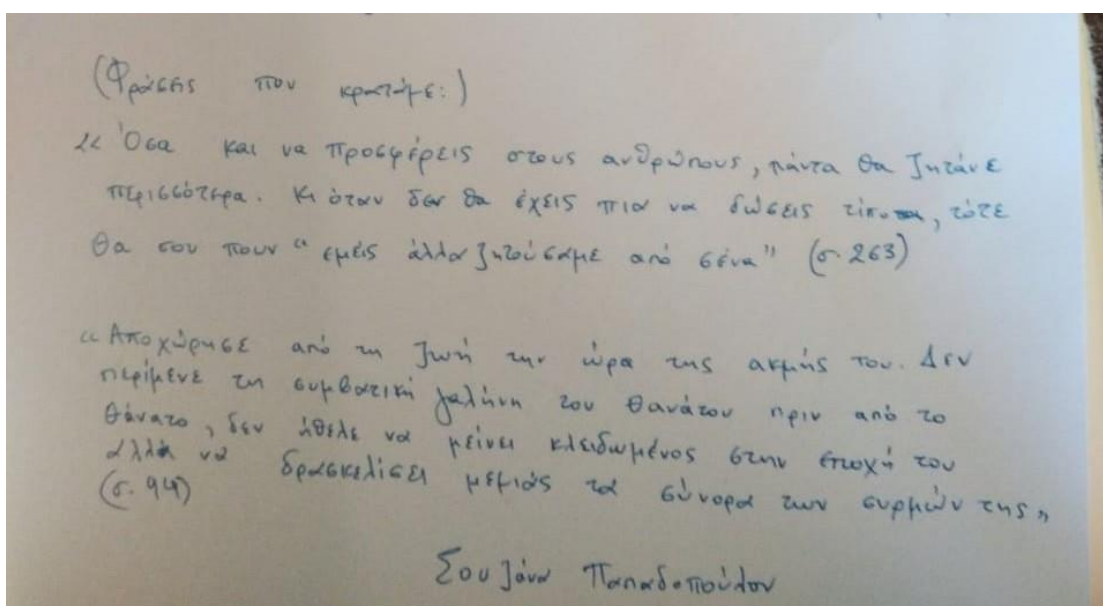 (Φράσεις που κρατάμε:)
"Όσα και να προσφέρεις στους ανθρώπους, πάντα θα ζητάνε
περισσότερα. Κι όταν δεν θα έχεις πια να δώσεις τίποτα, τότε
θα σου πουν "εμείς άλλα ζητούσαμε από σένα" (σ. 263)
"Αποχώρησε από τη ζωή την ώρα της ακμής του. Δεν
περίμενε τη συμβατική γαλήνη του θανάτου πριν από το
θάνατο, δεν ήθελε να μείνει κλειδωμένος στην εποχή του
αλλά να δρασκελίσει μεμιάς τα σύνορα των συρμών της"
(σ. 94)
Σουζάνα Παπαδοπούλου